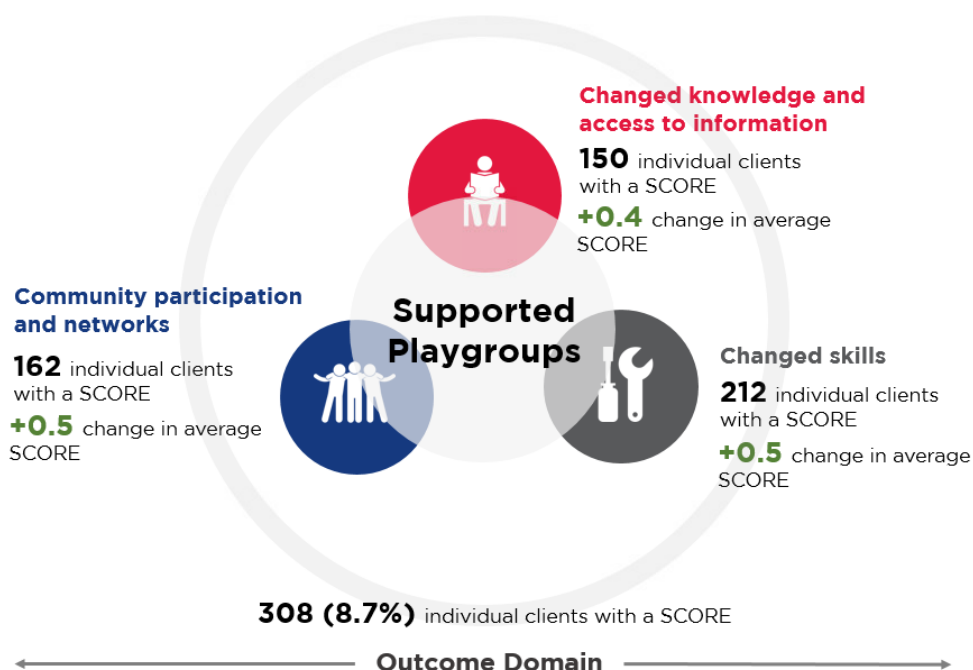 Changed knowledge and
access to information
150 individual clients
with a SCORE
+0.4 change in average
SCORE
Supported
Playgroups
Community participation
and networks
162 individual clients
with a SCORE
+0.5 change in average
SCORE
Changed skills
212 individual clients
with a SCORE
+0.5 change in average
SCORE
308 (8.7%) individual clients with a SCORE
Outcome Domain